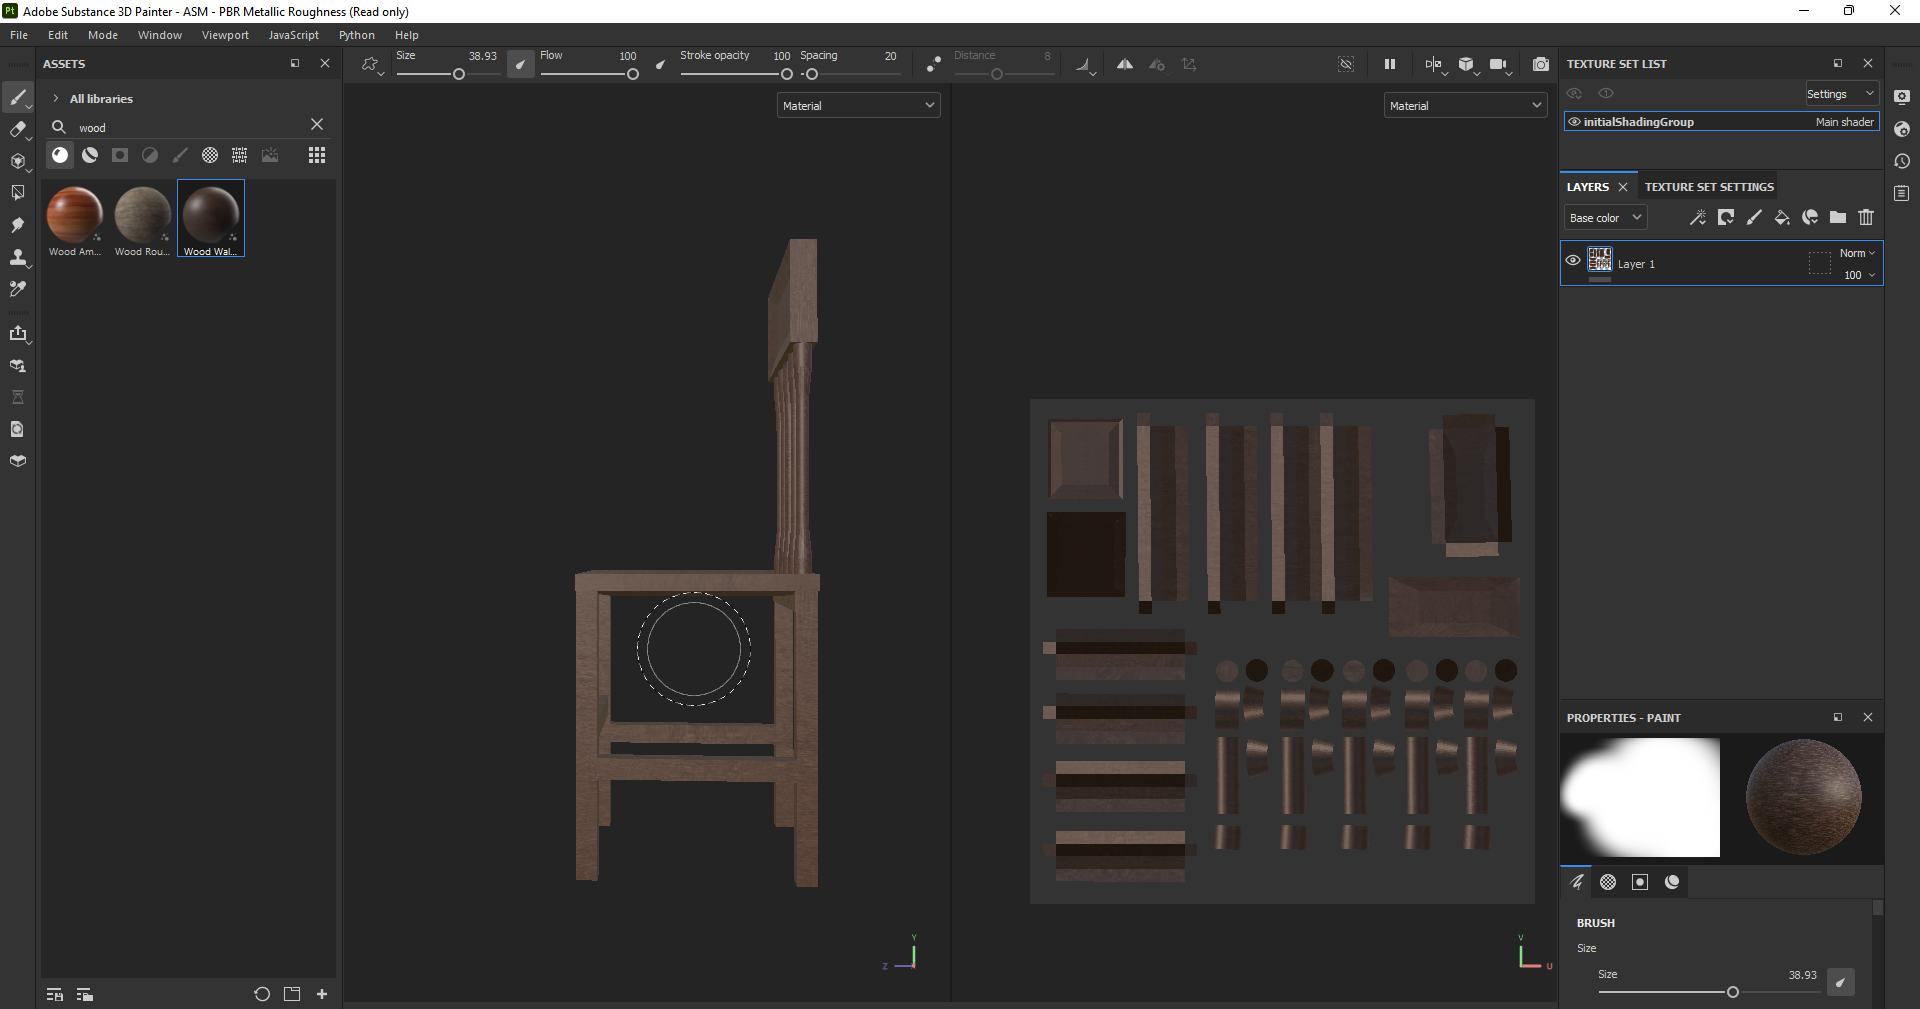 Pt Adobe Substance 3D Painter - ASM - PBR Metallic Roughness (Read only)
File Edit Mode Window Viewport JavaScript Python Help
ASSETS
All libraries
wood
Wood Am... Wood Rou... Wood Wal...
Size 38.93 Flow 100 Stroke opacity 100 Spacing 20 Distance 8
Material
Material
Y
Z
V
U
TEXTURE SET LIST
Settings
initialShadingGroup Main shader
LAYERS TEXTURE SET SETTINGS
Base color
Layer 1 Norm
100
PROPERTIES - PAINT
BRUSH
Size
Size 38.93